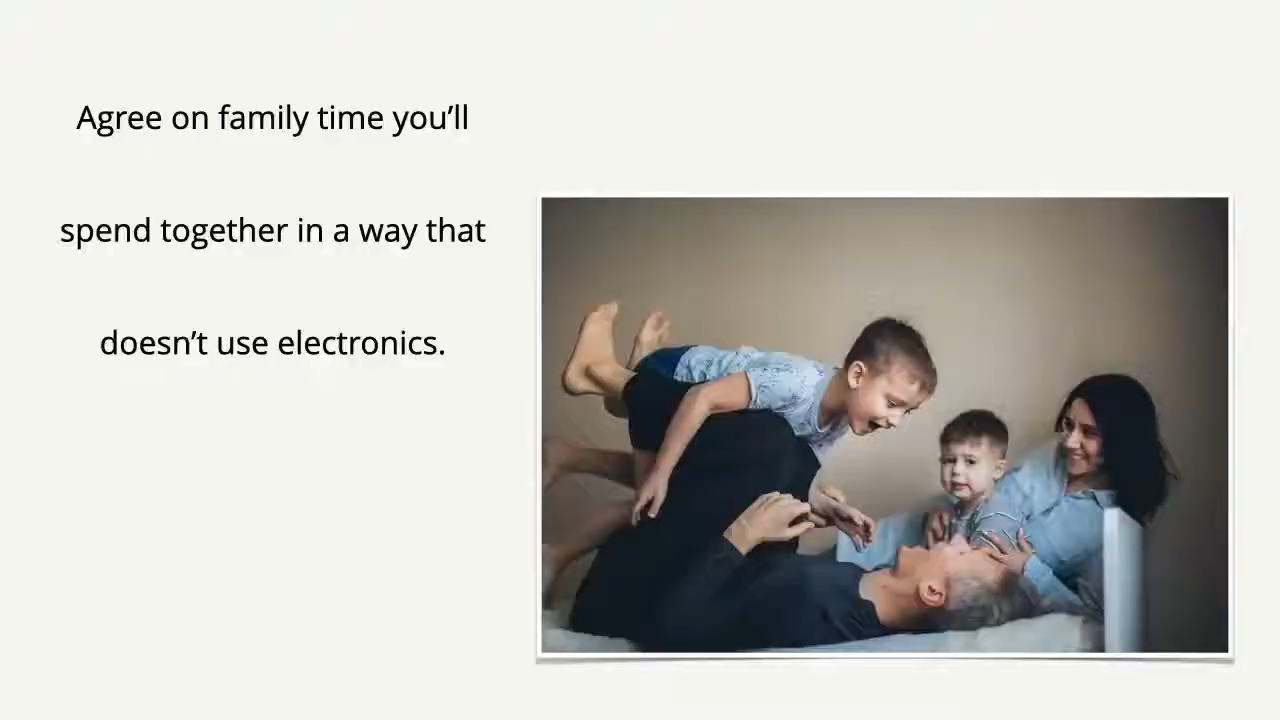 Agree on family time you’ll
spend together in a way that
doesn’t use electronics.